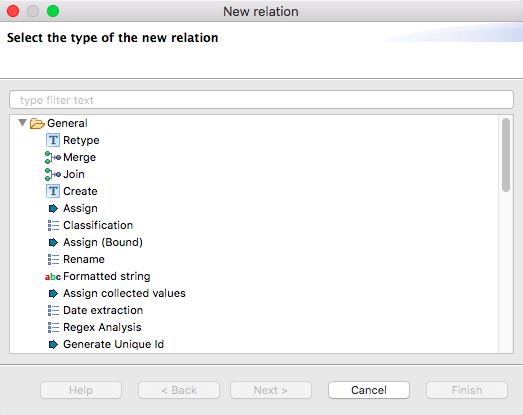 New relation
Select the type of the new relation
type filter text
General
T Retype
Merge
Join
T Create
Assign
Classification
Assign (Bound)
Rename
abc Formatted string
Assign collected values
Date extraction
Regex Analysis
Generate Unique Id
Help < Back Next > Cancel Finish